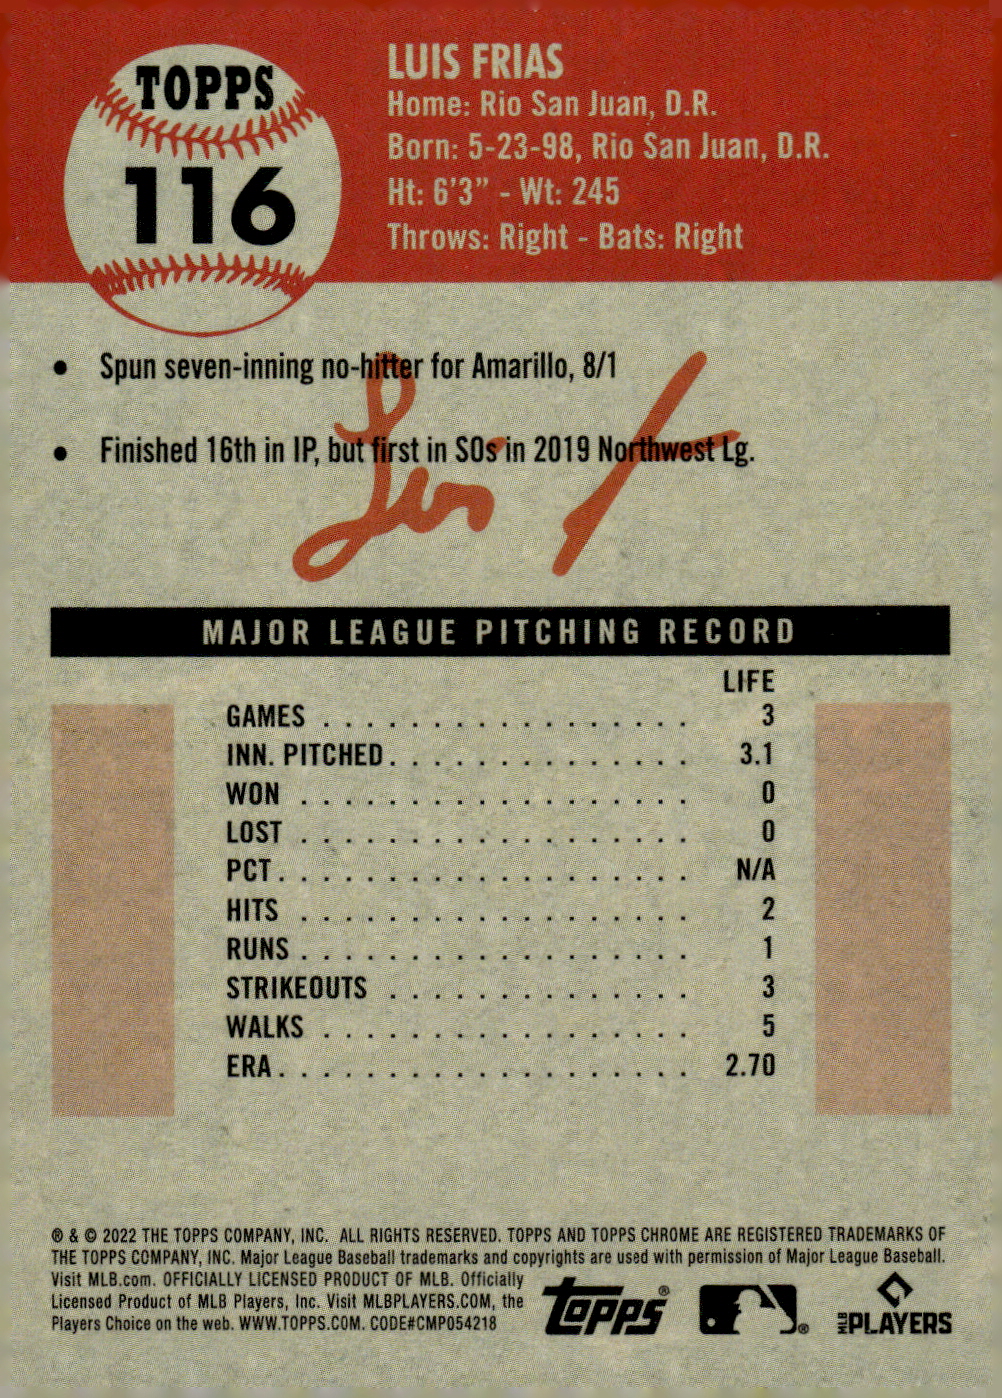 TOPPS
116
LUIS FRIAS
Home: Rio San Juan, D.R.
Born: 5-23-98, Rio San Juan, D.R.
Ht: 6'3” - Wt: 245
Throws: Right - Bats: Right
• Spun seven-inning no-hitter for Amarillo, 8/1
• Finished 16th in IP, but first in SOs in 2019 Northwest Lg.
Luis
MAJOR LEAGUE PITCHING RECORD
LIFE
GAMES . . . . . . . . . . . . . . . . . 3
INN. PITCHED . . . . . . . . . . . . . . 3.1
WON . . . . . . . . . . . . . . . . . . 0
LOST . . . . . . . . . . . . . . . . . . 0
PCT. . . . . . . . . . . . . . . . . . . N/A
HITS . . . . . . . . . . . . . . . . . . 2
RUNS . . . . . . . . . . . . . . . . . . 1
STRIKEOUTS . . . . . . . . . . . . . . 3
WALKS . . . . . . . . . . . . . . . . . 5
ERA. . . . . . . . . . . . . . . . . . . 2.70
® & © 2022 THE TOPPS COMPANY, INC. ALL RIGHTS RESERVED. TOPPS AND TOPPS CHROME ARE REGISTERED TRADEMARKS OF
THE TOPPS COMPANY, INC. Major League Baseball trademarks and copyrights are used with permission of Major League Baseball.
Visit MLB.com. OFFICIALLY LICENSED PRODUCT OF MLB. Officially
Licensed Product of MLB Players, Inc. Visit MLBPLAYERS.COM, the
Players Choice on the web. WWW.TOPPS.COM. CODE#CMP054218
topps®
®
MLB PLAYERS